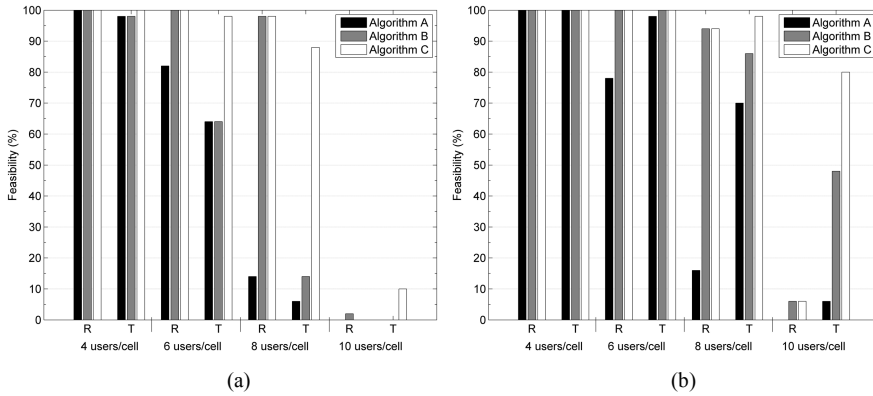 100
90
80
70
60
50
40
30
20
10
0
Feasibility (%)
Algorithm A
Algorithm B
Algorithm C
R T R T R T R T
4 users/cell 6 users/cell 8 users/cell 10 users/cell
(a)
100
90
80
70
60
50
40
30
20
10
0
Feasibility (%)
Algorithm A
Algorithm B
Algorithm C
R T R T R T R T
4 users/cell 6 users/cell 8 users/cell 10 users/cell
(b)